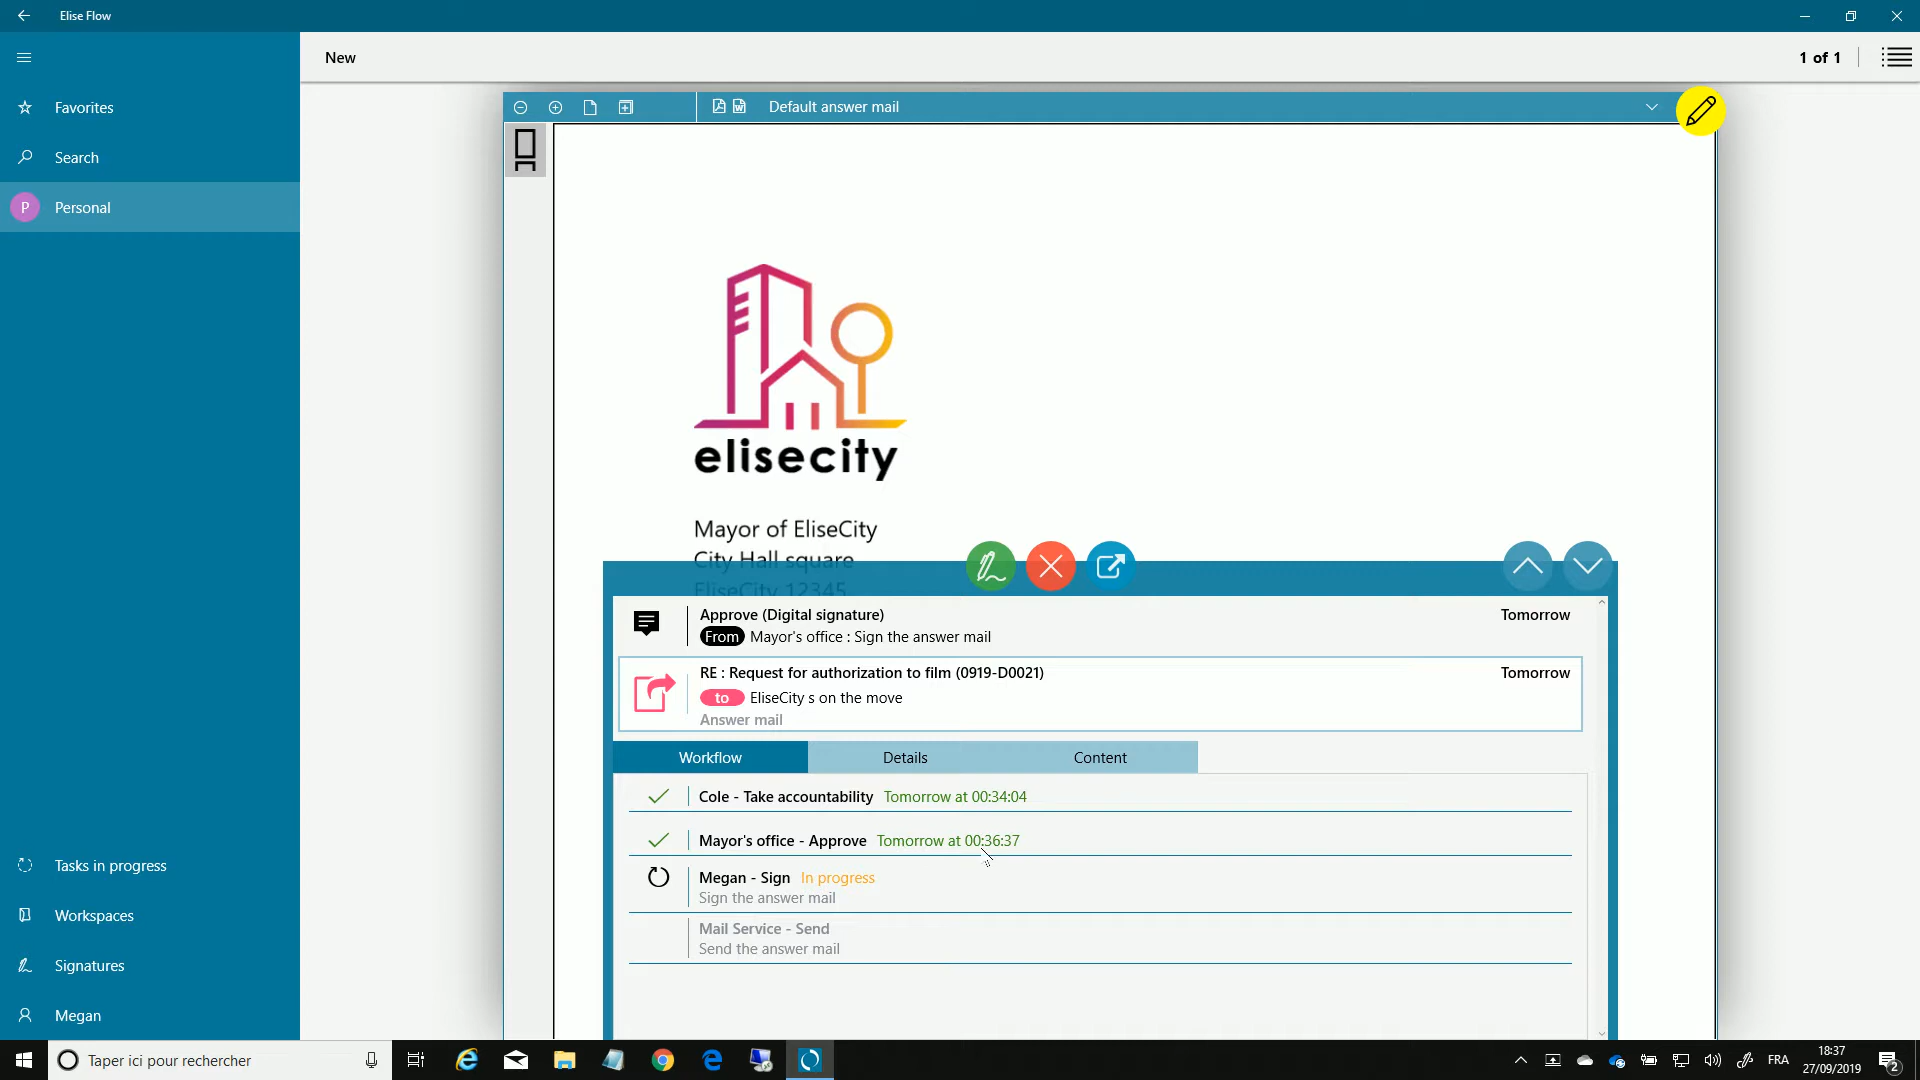 Elise Flow
New
1 of 1
Favorites
Search
P
Personal
Default answer mail
elisecity
Mayor of EliseCity
City Hall square
EliseCity 12345
Approve (Digital signature)
Tomorrow
From Mayor's office : Sign the answer mail
RE : Request for authorization to film (0919-D0021)
Tomorrow
to EliseCity s on the move
Answer mail
Workflow
Details
Content
Cole - Take accountability Tomorrow at 00:34:04
Mayor's office - Approve Tomorrow at 00:36:37
Megan - Sign In progress
Sign the answer mail
Mail Service - Send
Send the answer mail
Tasks in progress
Workspaces
Signatures
Megan
Taper ici pour rechercher
FRA
18:37
27/09/2019
2